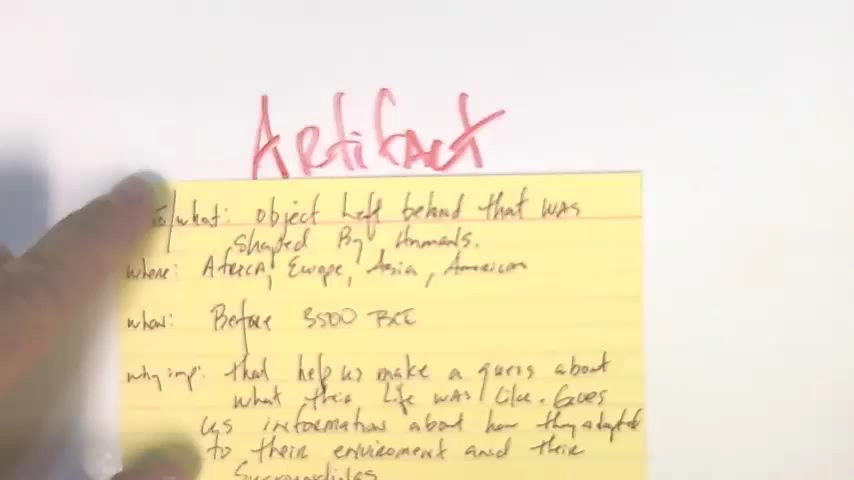 Artifact
o/what: object left behind that was
shaped By Humans.
where: Africa, Europe, Asia, Americas
when: Before 3500 BCE
why imp: that help us make a guess about
what their Life was like. Gives
us information about how they adapted
to their enviroment and their